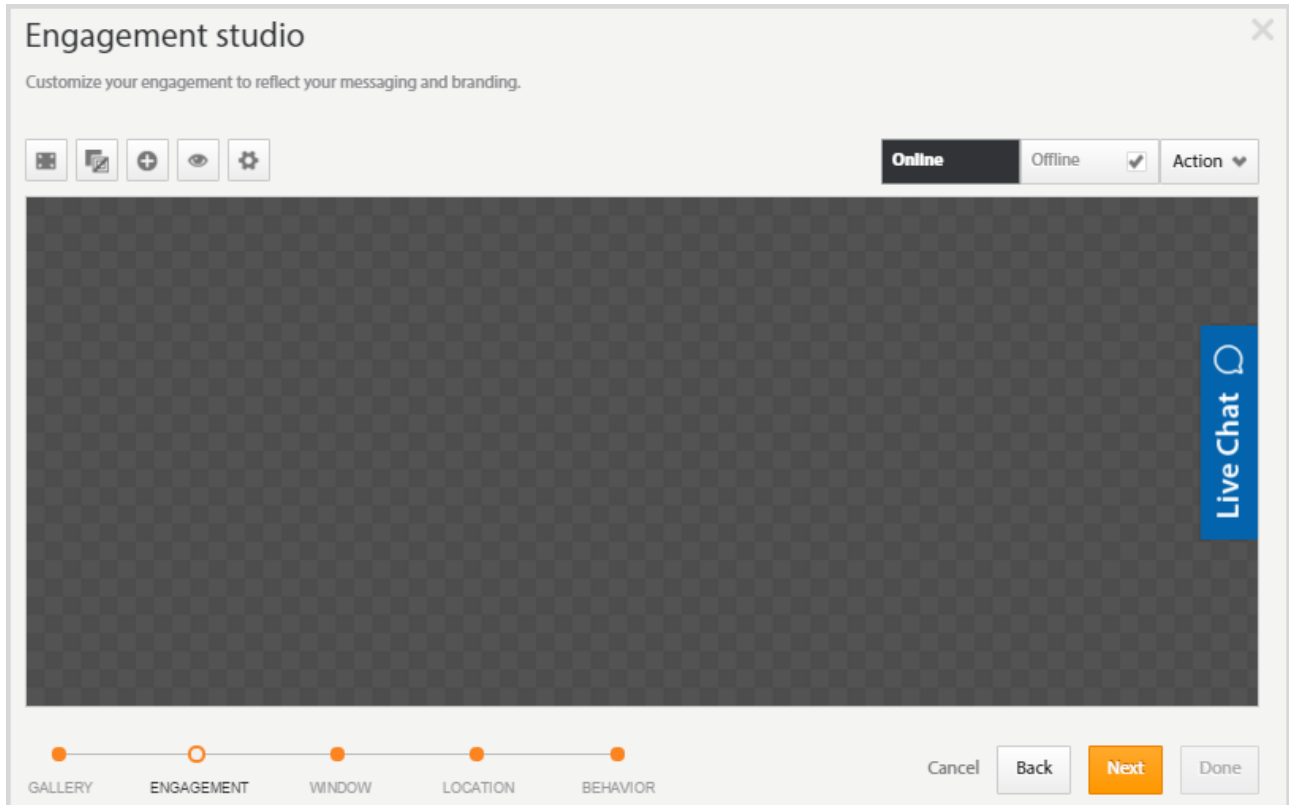 Engagement studio
Customize your engagement to reflect your messaging and branding.
Online Offline Action
Live Chat
GALLERY ENGAGEMENT WINDOW LOCATION BEHAVIOR
Cancel Back Next Done